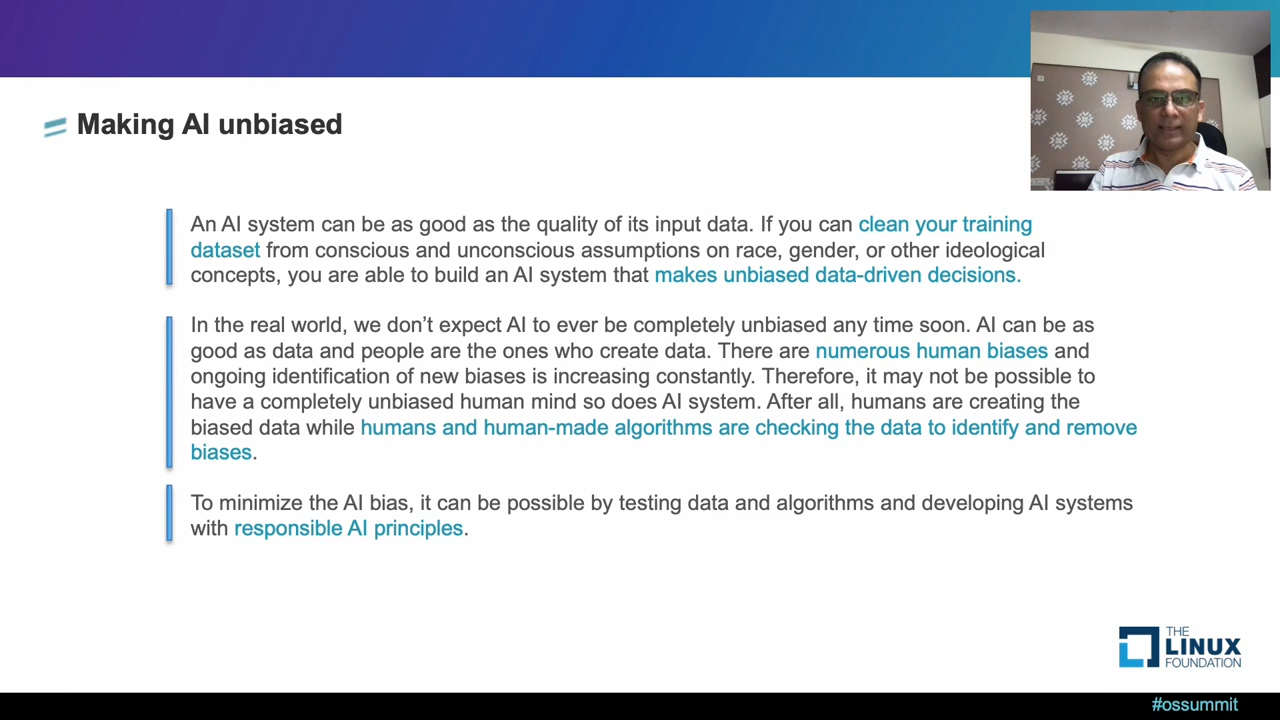 Making AI unbiased
An AI system can be as good as the quality of its input data. If you can clean your training
dataset from conscious and unconscious assumptions on race, gender, or other ideological
concepts, you are able to build an AI system that makes unbiased data-driven decisions.
In the real world, we don’t expect AI to ever be completely unbiased any time soon. AI can be as
good as data and people are the ones who create data. There are numerous human biases and
ongoing identification of new biases is increasing constantly. Therefore, it may not be possible to
have a completely unbiased human mind so does AI system. After all, humans are creating the
biased data while humans and human-made algorithms are checking the data to identify and remove
biases.
To minimize the AI bias, it can be possible by testing data and algorithms and developing AI systems
with responsible AI principles.
THE
LINUX
FOUNDATION
#ossummit